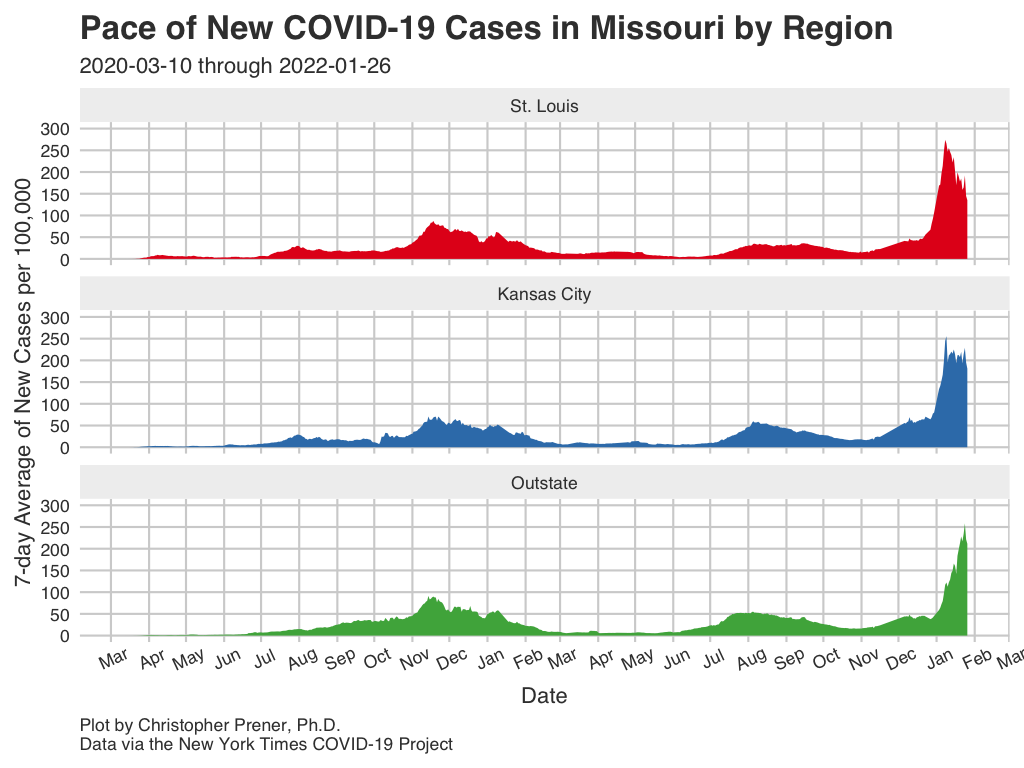 Pace of New COVID-19 Cases in Missouri by Region
2020-03-10 through 2022-01-26
7-day Average of New Cases per 100,000
St. Louis
300
250
200
150
100
50
0
Kansas City
300
250
200
150
100
50
0
Outstate
300
250
200
150
100
50
0
Mar Apr May Jun Jul Aug Sep Oct Nov Dec Jan Feb Mar Apr May Jun Jul Aug Sep Oct Nov Dec Jan Feb Mar
Date
Plot by Christopher Prener, Ph.D.
Data via the New York Times COVID-19 Project